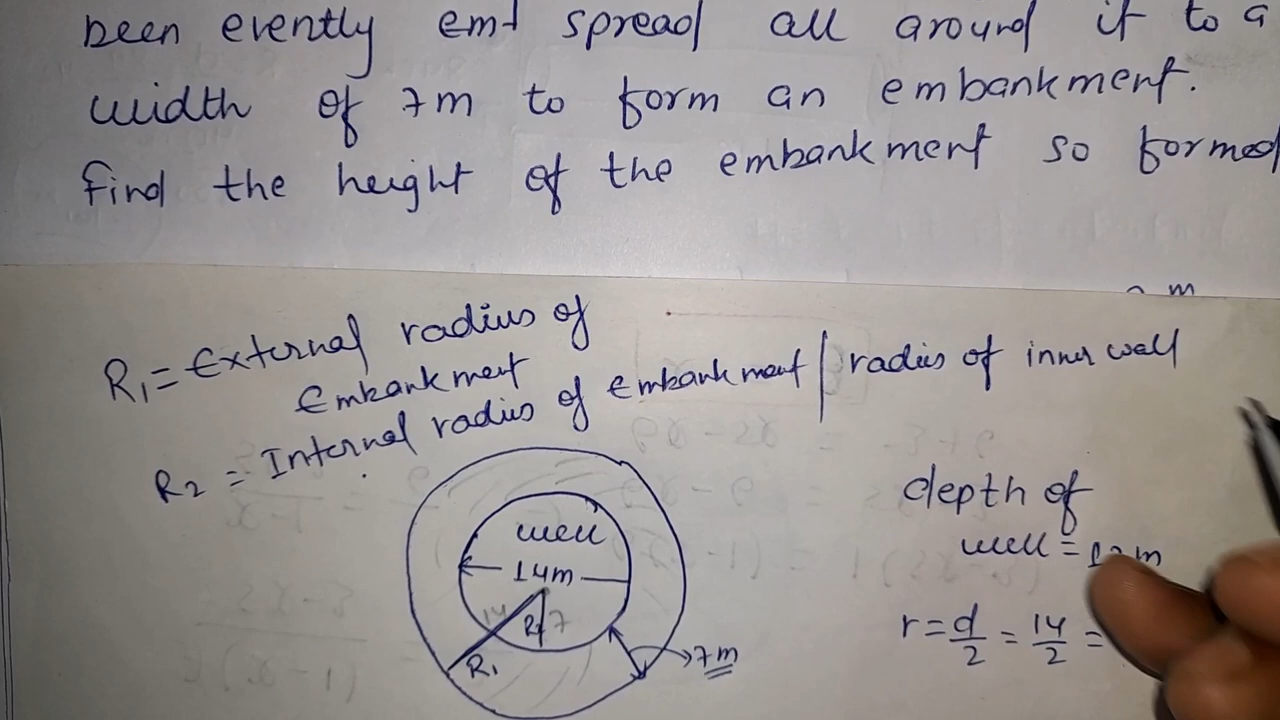 been evently emt spread all around it to a
width of 7m to form an embankment.
find the height of the embankment so formed
m
R1 = External radius of
Embankment
R2 = Internal radius of embankment | radius of inner well
well
14m
14
R
7
R1
7m
depth of
well = m
r = d/2 = 14/2 =